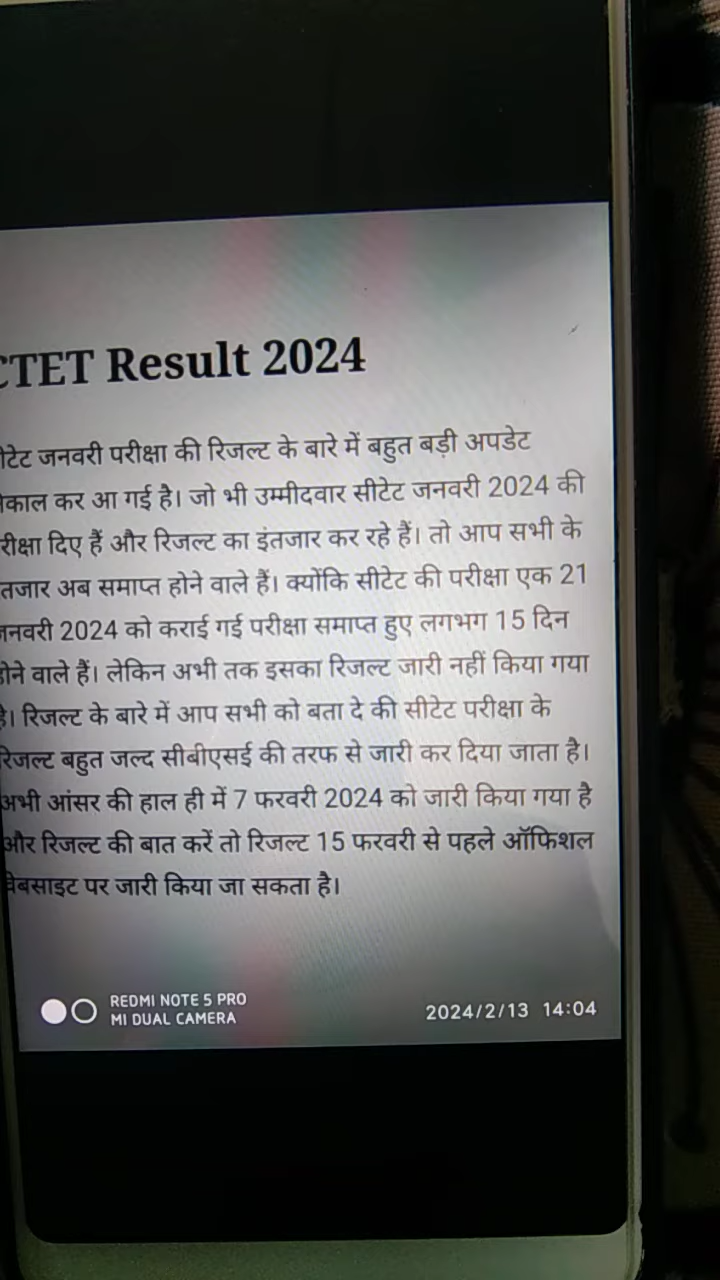 CTET Result 2024
टेट जनवरी परीक्षा की रिजल्ट के बारे में बहुत बड़ी अपडेट
काल कर आ गई है। जो भी उम्मीदवार सीटेट जनवरी 2024 की
रीक्षा दिए हैं और रिजल्ट का इंतजार कर रहे हैं। तो आप सभी के
तजार अब समाप्त होने वाले हैं। क्योंकि सीटेट की परीक्षा एक 21
नवरी 2024 को कराई गई परीक्षा समाप्त हुए लगभग 15 दिन
होने वाले हैं। लेकिन अभी तक इसका रिजल्ट जारी नहीं किया गया
है। रिजल्ट के बारे में आप सभी को बता दे की सीटेट परीक्षा के
रिजल्ट बहुत जल्द सीबीएसई की तरफ से जारी कर दिया जाता है।
अभी आंसर की हाल ही में 7 फरवरी 2024 को जारी किया गया है
और रिजल्ट की बात करें तो रिजल्ट 15 फरवरी से पहले ऑफिशल
वेबसाइट पर जारी किया जा सकता है।
REDMI NOTE 5 PRO
MI DUAL CAMERA
2024/2/13 14:04